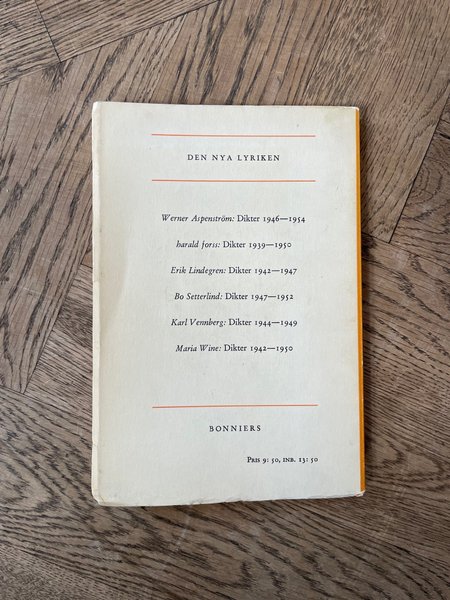 DEN NYA LYRIKEN
Werner Aspenström: Dikter 1946—1954
harald forss: Dikter 1939—1950
Erik Lindegren: Dikter 1942—1947
Bo Setterlind: Dikter 1947—1952
Karl Vennberg: Dikter 1944—1949
Maria Wine: Dikter 1942—1950
BONNIERS
PRIS 9: 50, INB. 13: 50